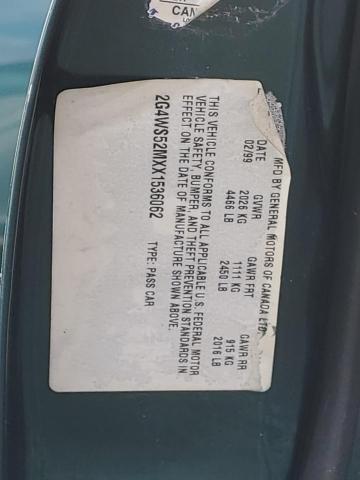 CAN
MFD BY GENERAL MOTORS OF CANADA LTD
DATE GVWR GAWR FRT GAWR RR
02/99 2026 KG 1111 KG 915 KG
4466 LB 2450 LB 2016 LB
THIS VEHICLE CONFORMS TO ALL APPLICABLE U.S. FEDERAL MOTOR
VEHICLE SAFETY, BUMPER, AND THEFT PREVENTION STANDARDS IN
EFFECT ON THE DATE OF MANUFACTURE SHOWN ABOVE.
2G4WS52MXX1536062 TYPE: PASS CAR